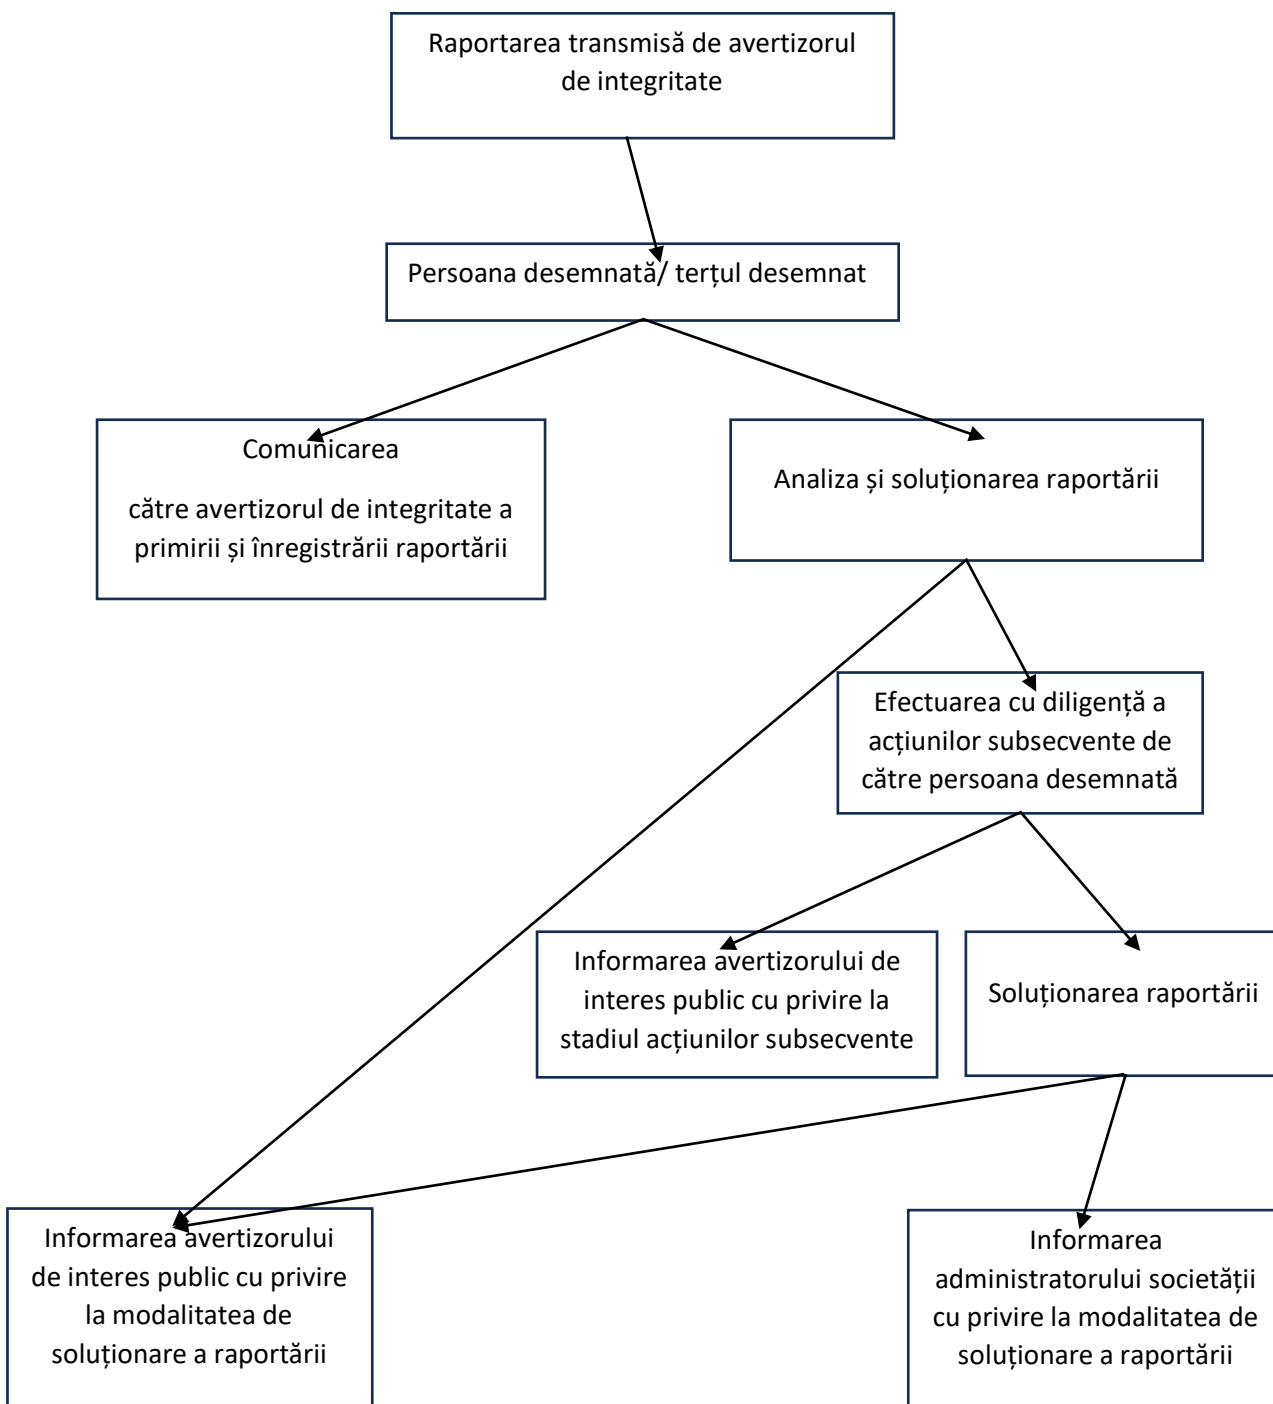 Raportarea transmisă de avertizorul
de integritate
Persoana desemnată/ terțul desemnat
Comunicarea
către avertizorul de integritate a
primirii și înregistrării raportării
Analiza și soluționarea raportării
Efectuarea cu diligență a
acțiunilor subsecvente de
către persoana desemnată
Informarea avertizorului de
interes public cu privire la
stadiul acțiunilor subsecvente
Soluționarea raportării
Informarea avertizorului
de interes public cu privire
la modalitatea de
soluționare a raportării
Informarea
administratorului societății
cu privire la modalitatea de
soluționare a raportării